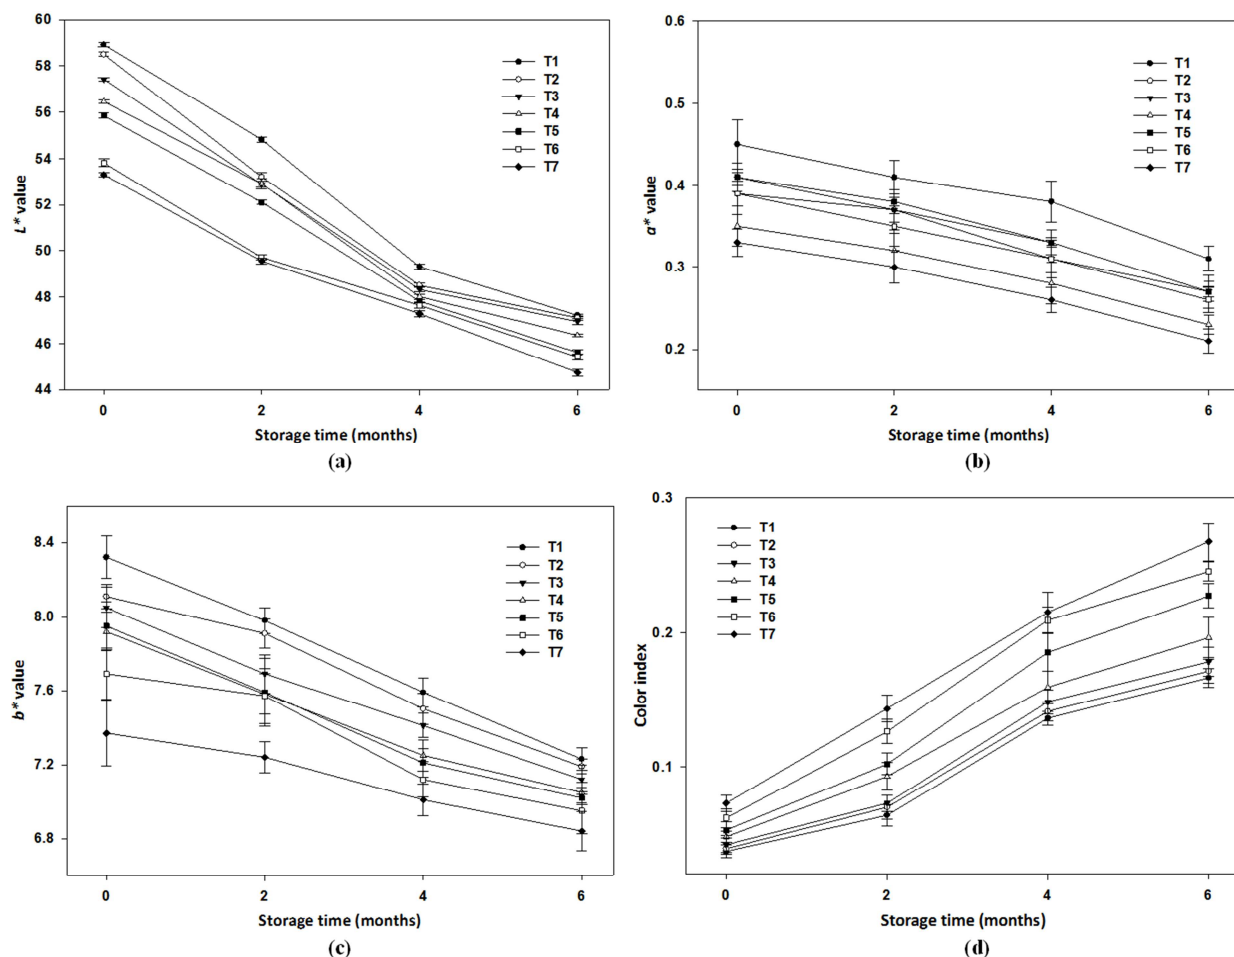 60
58
56
54
52
50
48
46
44
L* value
T1
T2
T3
T4
T5
T6
T7
0
2
4
6
Storage time (months)
(a)
0.6
0.5
0.4
0.3
0.2
a* value
T1
T2
T3
T4
T5
T6
T7
0
2
4
6
Storage time (months)
(b)
8.4
8.0
7.6
7.2
6.8
b* value
T1
T2
T3
T4
T5
T6
T7
0
2
4
6
Storage time (months)
(c)
0.3
0.2
0.1
Color index
T1
T2
T3
T4
T5
T6
T7
0
2
4
6
Storage time (months)
(d)